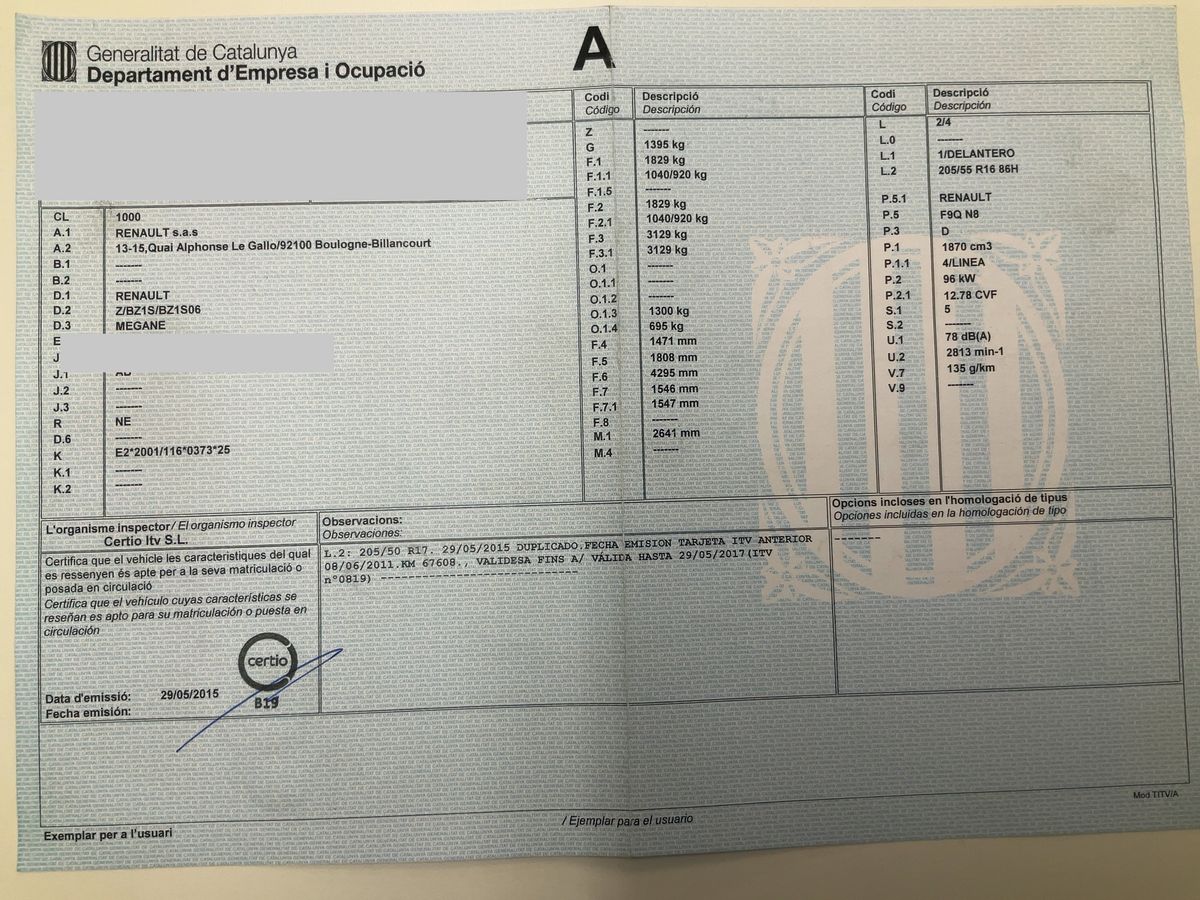 Generalitat de Catalunya
Departament d'Empresa i Ocupació
A
CL 1000
A.1 RENAULT s.a.s
A.2 13-15,Quai Alphonse Le Gallo/92100 Boulogne-Billancourt
B.1 -------
B.2 -------
D.1 RENAULT
D.2 Z/BZ1S/BZ1S06
D.3 MEGANE
E
J
J.1 AB
J.2 -------
J.3 -------
R NE
D.6 -------
K E2*2001/116*0373*25
K.1 -------
K.2 -------
Codi Descripció
Código Descripción
Z -------
G 1395 kg
F.1 1829 kg
F.1.1 1040/920 kg
F.1.5 -------
F.2 1829 kg
F.2.1 1040/920 kg
F.3 3129 kg
F.3.1 3129 kg
O.1 -------
O.1.1 -------
O.1.2 -------
O.1.3 1300 kg
O.1.4 695 kg
F.4 1471 mm
F.5 1808 mm
F.6 4295 mm
F.7 1546 mm
F.7.1 1547 mm
F.8 -------
M.1 2641 mm
M.4 -------
Codi Descripció
Código Descripción
L 2/4
L.0 -------
L.1 1/DELANTERO
L.2 205/55 R16 86H
P.5.1 RENAULT
P.5 F9Q N8
P.3 D
P.1 1870 cm3
P.1.1 4/LINEA
P.2 96 kW
P.2.1 12.78 CVF
S.1 5
S.2 -------
U.1 78 dB(A)
U.2 2813 min-1
V.7 135 g/km
V.9 -------
L'organisme inspector/ El organismo inspector
Certio Itv S.L.
Certifica que el vehicle les característiques del qual
es ressenyen és apte per a la seva matriculació o
posada en circulació
Certifica que el vehículo cuyas características se
reseñan es apto para su matriculación o puesta en
circulación
certio
B19
Data d'emissió: 29/05/2015
Fecha emisión:
Observacions:
Observaciones:
L.2: 205/50 R17. 29/05/2015 DUPLICADO.FECHA EMISION TARJETA ITV ANTERIOR
08/06/2011.KM 67608., VALIDESA FINS A/ VÁLIDA HASTA 29/05/2017(ITV
nº0819) -----------------------------
Opcions incloses en l'homologació de tipus
Opciones incluidas en la homologación de tipo
-------
Mod TITV/A
Exemplar per a l'usuari / Ejemplar para el usuario